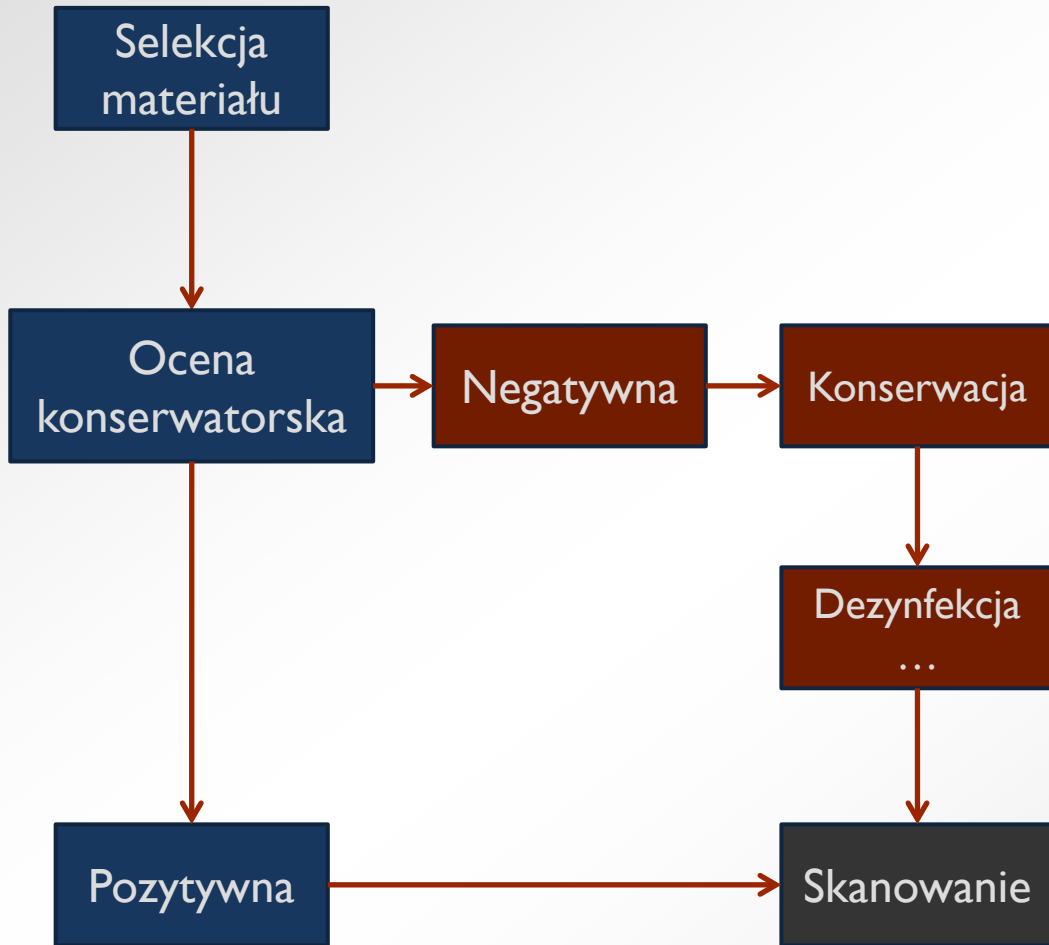 Selekcja
materiału
Ocena
konserwatorska
Negatywna
Konserwacja
Dezynfekcja
…
Pozytywna
Skanowanie